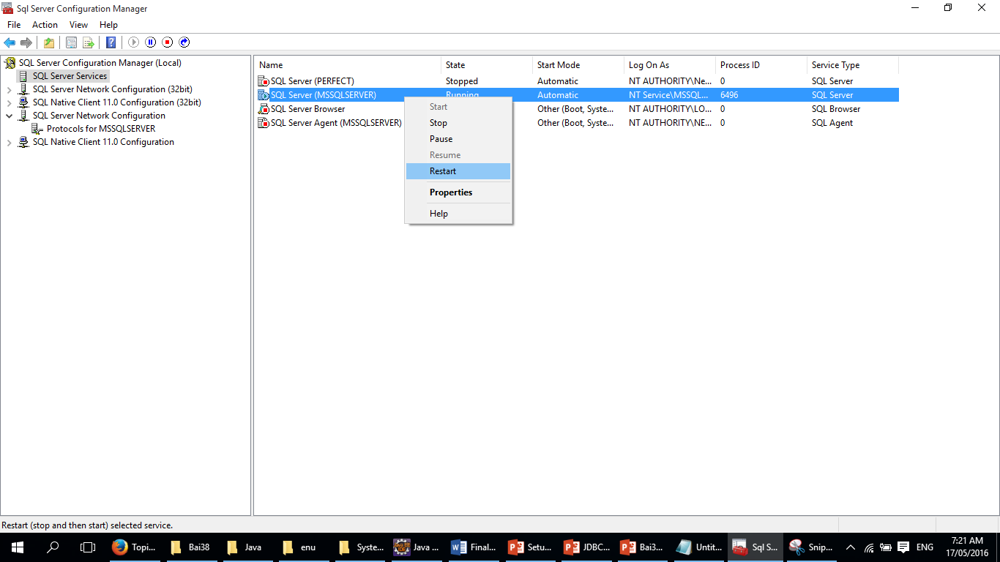 Sql Server Configuration Manager
File Action View Help
SQL Server Configuration Manager (Local)
SQL Server Services
SQL Server Network Configuration (32bit)
SQL Native Client 11.0 Configuration (32bit)
SQL Server Network Configuration
Protocols for MSSQLSERVER
SQL Native Client 11.0 Configuration
Name State Start Mode Log On As Process ID Service Type
SQL Server (PERFECT) Stopped Automatic NT AUTHORITY\Ne... 0 SQL Server
SQL Server (MSSQLSERVER) Running Automatic NT Service\MSSQL... 6496 SQL Server
SQL Server Browser Other (Boot, Syste... NT AUTHORITY\LO... 0 SQL Browser
SQL Server Agent (MSSQLSERVER) Other (Boot, Syste... NT AUTHORITY\NE... 0 SQL Agent
Start
Stop
Pause
Resume
Restart
Properties
Help
Restart (stop and then start) selected service.
Topi... Bai38 Java enu Syste... Java ... Final... Setu... JDBC... Bai3... Untit... Sql S... Snip... ENG
7:21 AM
17/05/2016